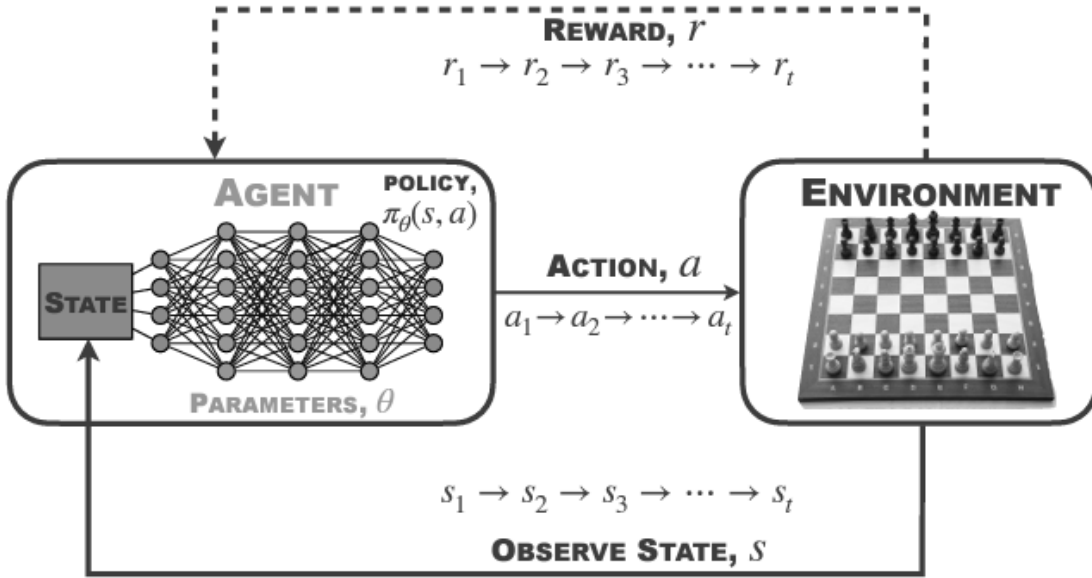 REWARD, r
r₁ → r₂ → r₃ → ⋯ → rₜ
AGENT
POLICY,
π_θ(s, a)
STATE
PARAMETERS, θ
ACTION, a
a₁→a₂→⋯→aₜ
ENVIRONMENT
A B C D E F G H
s₁ → s₂ → s₃ → ⋯ → sₜ
OBSERVE STATE, s